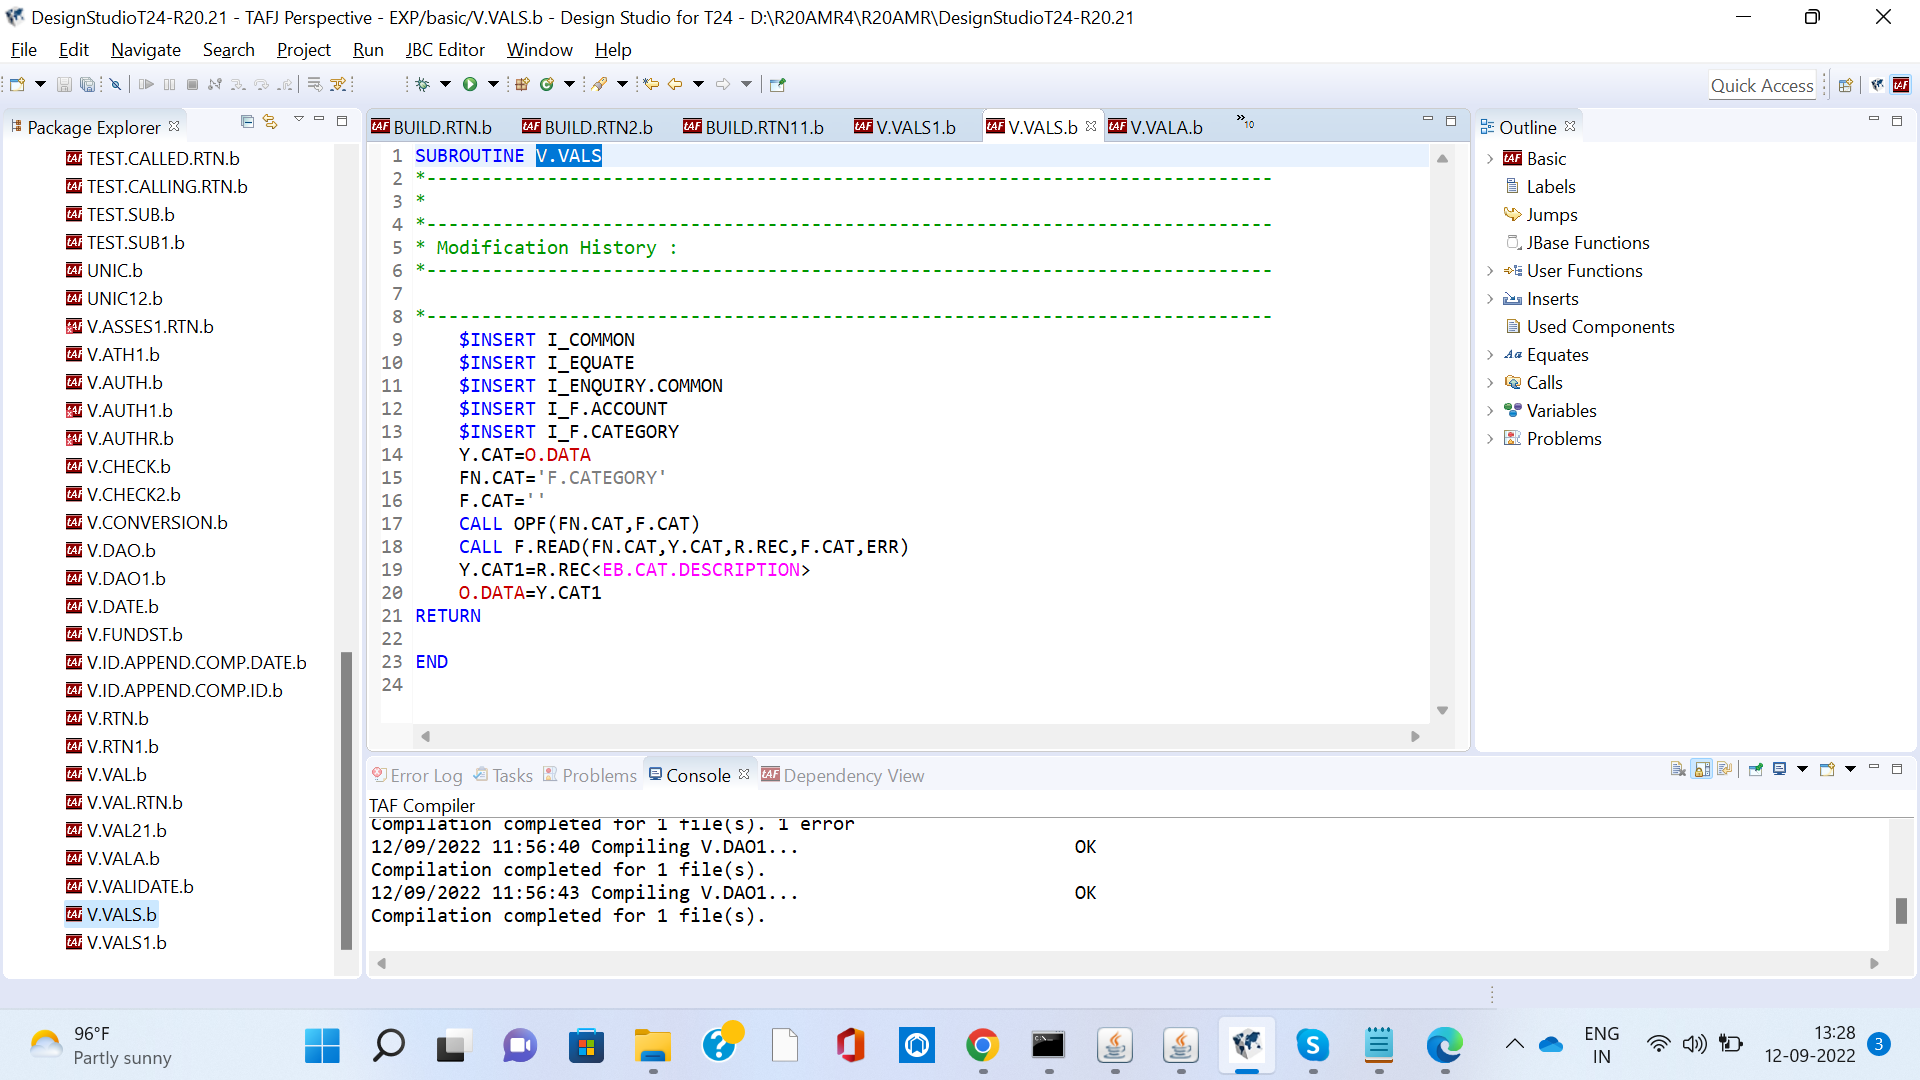 DesignStudioT24-R20.21 - TAFJ Perspective - EXP/basic/V.VALS.b - Design Studio for T24 - D:\R20AMR4\R20AMR\DesignStudioT24-R20.21
File Edit Navigate Search Project Run JBC Editor Window Help
Quick Access
Package Explorer
TEST.CALLED.RTN.b
TEST.CALLING.RTN.b
TEST.SUB.b
TEST.SUB1.b
UNIC.b
UNIC12.b
V.ASSES1.RTN.b
V.ATH1.b
V.AUTH.b
V.AUTH1.b
V.AUTHR.b
V.CHECK.b
V.CHECK2.b
V.CONVERSION.b
V.DAO.b
V.DAO1.b
V.DATE.b
V.FUNDST.b
V.ID.APPEND.COMP.DATE.b
V.ID.APPEND.COMP.ID.b
V.RTN.b
V.RTN1.b
V.VAL.b
V.VAL.RTN.b
V.VAL21.b
V.VALA.b
V.VALIDATE.b
V.VALS.b
V.VALS1.b
BUILD.RTN.b BUILD.RTN2.b BUILD.RTN11.b V.VALS1.b V.VALS.b V.VALA.b »10
1 SUBROUTINE V.VALS
2 *-----------------------------------------------------------------------------
3 *
4 *-----------------------------------------------------------------------------
5 * Modification History :
6 *-----------------------------------------------------------------------------
7
8 *-----------------------------------------------------------------------------
9 $INSERT I_COMMON
10 $INSERT I_EQUATE
11 $INSERT I_ENQUIRY.COMMON
12 $INSERT I_F.ACCOUNT
13 $INSERT I_F.CATEGORY
14 Y.CAT=O.DATA
15 FN.CAT='F.CATEGORY'
16 F.CAT=''
17 CALL OPF(FN.CAT,F.CAT)
18 CALL F.READ(FN.CAT,Y.CAT,R.REC,F.CAT,ERR)
19 Y.CAT1=R.REC<EB.CAT.DESCRIPTION>
20 O.DATA=Y.CAT1
21 RETURN
22
23 END
24
Outline
Basic
Labels
Jumps
JBase Functions
User Functions
Inserts
Used Components
Equates
Calls
Variables
Problems
Error Log Tasks Problems Console Dependency View
TAF Compiler
Compilation completed for 1 file(s). 1 error
12/09/2022 11:56:40 Compiling V.DAO1... OK
Compilation completed for 1 file(s).
12/09/2022 11:56:43 Compiling V.DAO1... OK
Compilation completed for 1 file(s).
96°F
Partly sunny
ENG
IN
13:28
12-09-2022
3